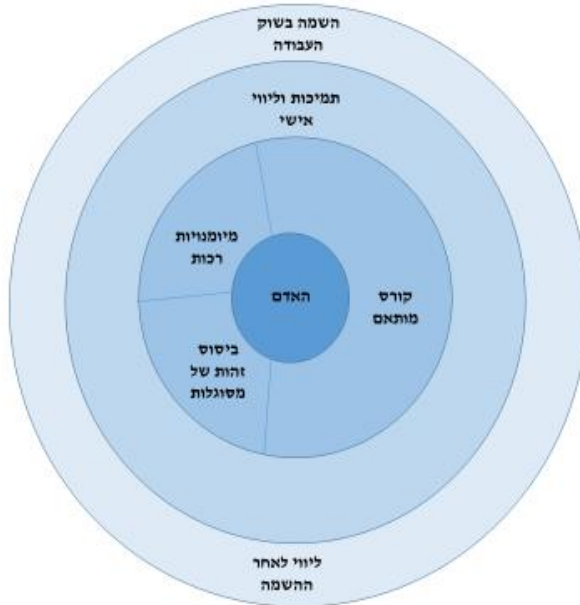 השמה בשוק
העבודה
תמיכות וליווי
אישי
מיומנויות
רכות
האדם
קורס
מותאם
ביסוס
זהות של
מסוגלות
ליווי לאחר
ההשמה